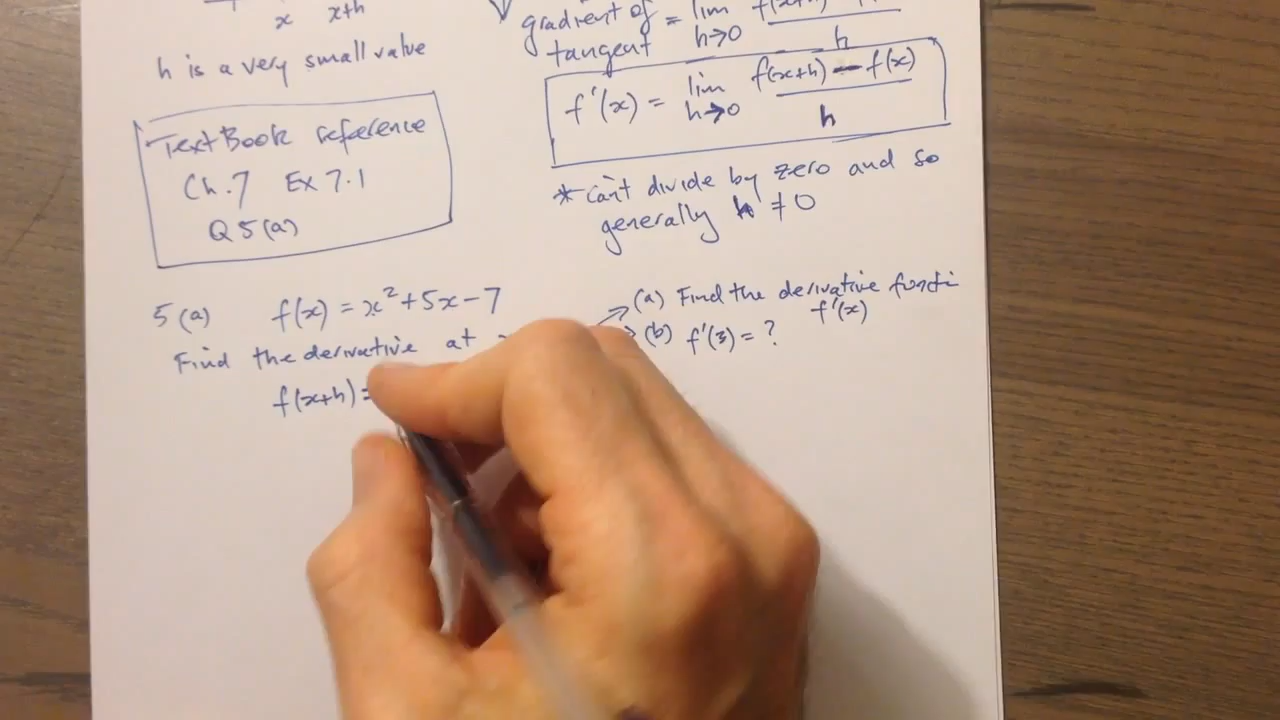 x x+h
h is a very small value
TextBook reference
Ch.7 Ex 7.1
Q5(a)
gradient of tangent = lim h→0 f(x+h) h
f'(x) = lim h→0 f(x+h) - f(x) h
* can't divide by zero and so
generally h ≠ 0
5(a) f(x) = x²+5x-7
Find the derivative at
f(x+h) =
(a) Find the derivative functi
f'(x)
(b) f'(3) = ?